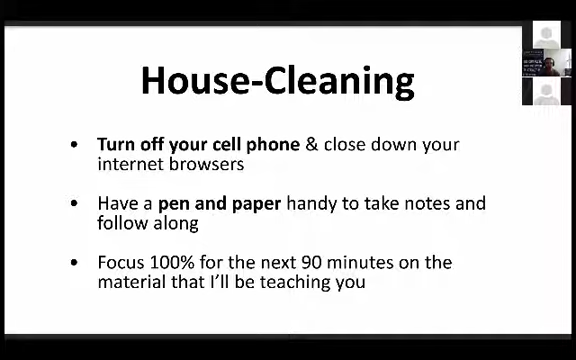 House-Cleaning
• Turn off your cell phone & close down your
internet browsers
• Have a pen and paper handy to take notes and
follow along
• Focus 100% for the next 90 minutes on the
material that I'll be teaching you